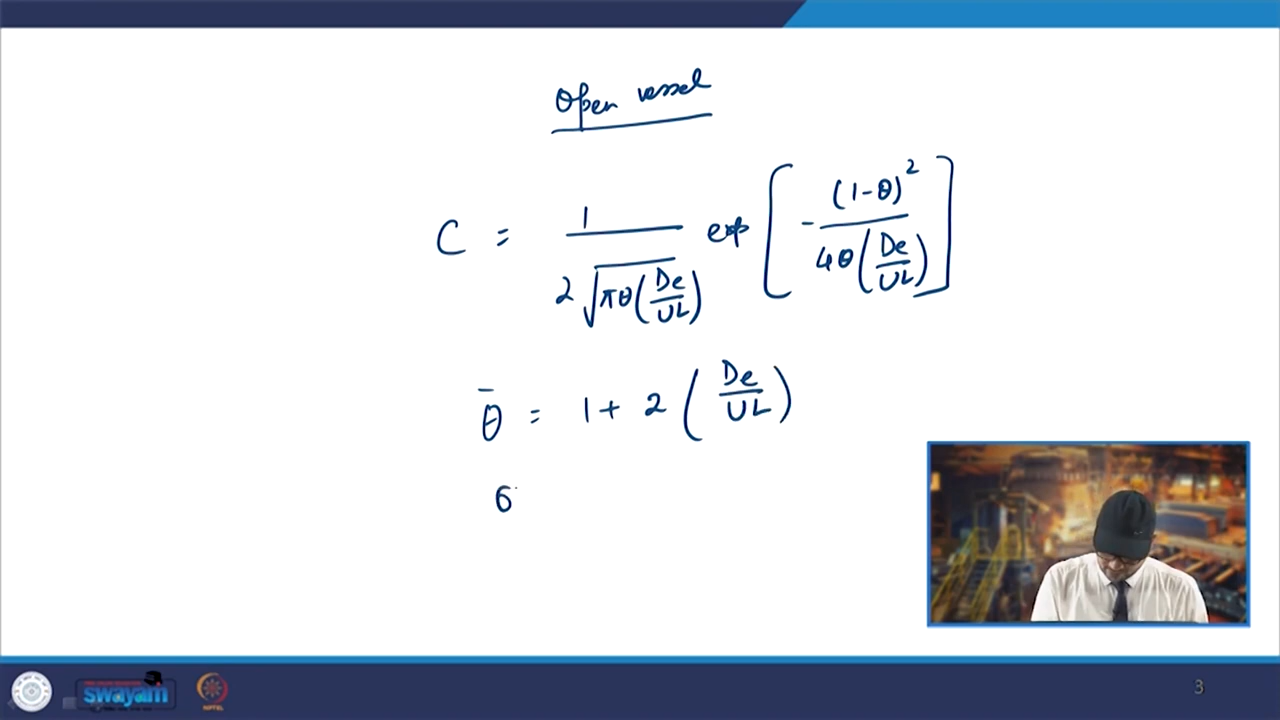 Open vessel
C = 1 / 2√πθ(De/UL) exp [ - (1-θ)² / 4θ(De/UL) ]
θ̄ = 1 + 2 (De/UL)
6
3
swayam